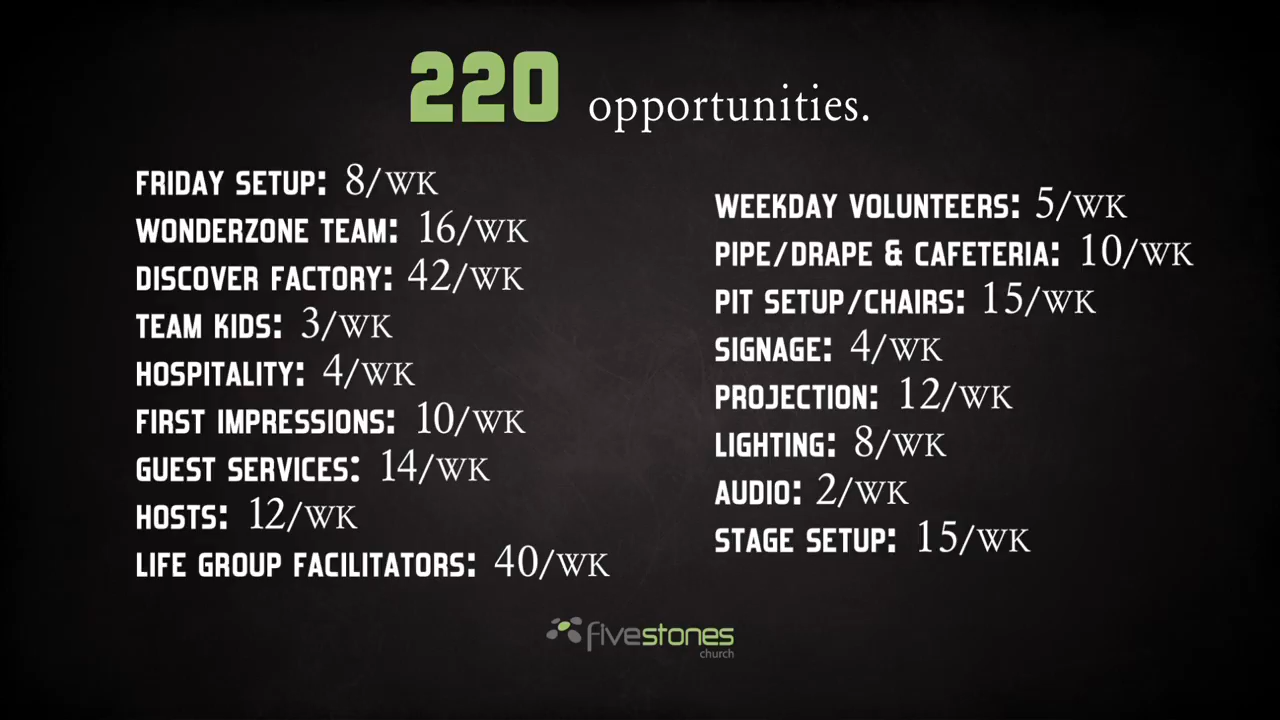 220 opportunities.
FRIDAY SETUP: 8/WK
WONDERZONE TEAM: 16/WK
DISCOVER FACTORY: 42/WK
TEAM KIDS: 3/WK
HOSPITALITY: 4/WK
FIRST IMPRESSIONS: 10/WK
GUEST SERVICES: 14/WK
HOSTS: 12/WK
LIFE GROUP FACILITATORS: 40/WK
WEEKDAY VOLUNTEERS: 5/WK
PIPE/DRAPE & CAFETERIA: 10/WK
PIT SETUP/CHAIRS: 15/WK
SIGNAGE: 4/WK
PROJECTION: 12/WK
LIGHTING: 8/WK
AUDIO: 2/WK
STAGE SETUP: 15/WK
fivestones
church